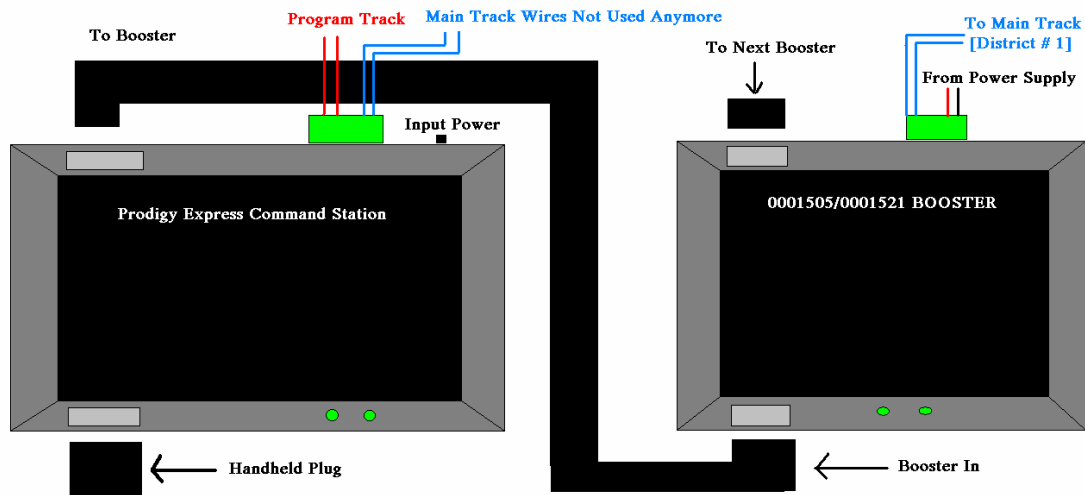 To Booster
Program Track
Main Track Wires Not Used Anymore
To Main Track
[District # 1]
To Next Booster
From Power Supply
Input Power
Prodigy Express Command Station
0001505/0001521 BOOSTER
Handheld Plug
Booster In